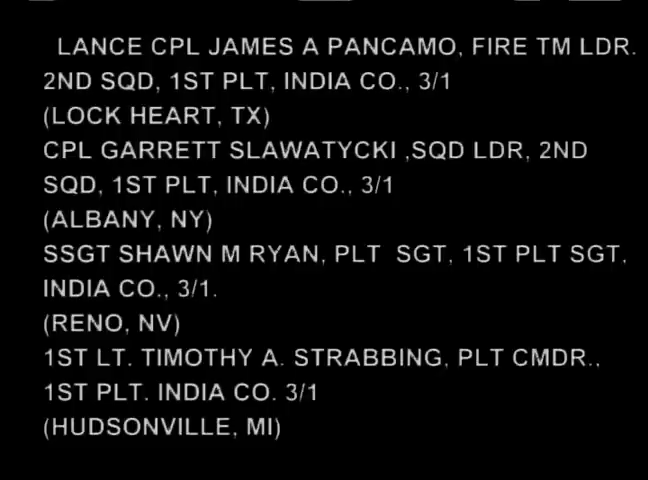 LANCE CPL JAMES A PANCAMO, FIRE TM LDR.
2ND SQD, 1ST PLT, INDIA CO., 3/1
(LOCK HEART, TX)
CPL GARRETT SLAWATYCKI ,SQD LDR, 2ND
SQD, 1ST PLT, INDIA CO., 3/1
(ALBANY, NY)
SSGT SHAWN M RYAN, PLT SGT, 1ST PLT SGT,
INDIA CO., 3/1.
(RENO, NV)
1ST LT. TIMOTHY A. STRABBING, PLT CMDR.,
1ST PLT. INDIA CO. 3/1
(HUDSONVILLE, MI)